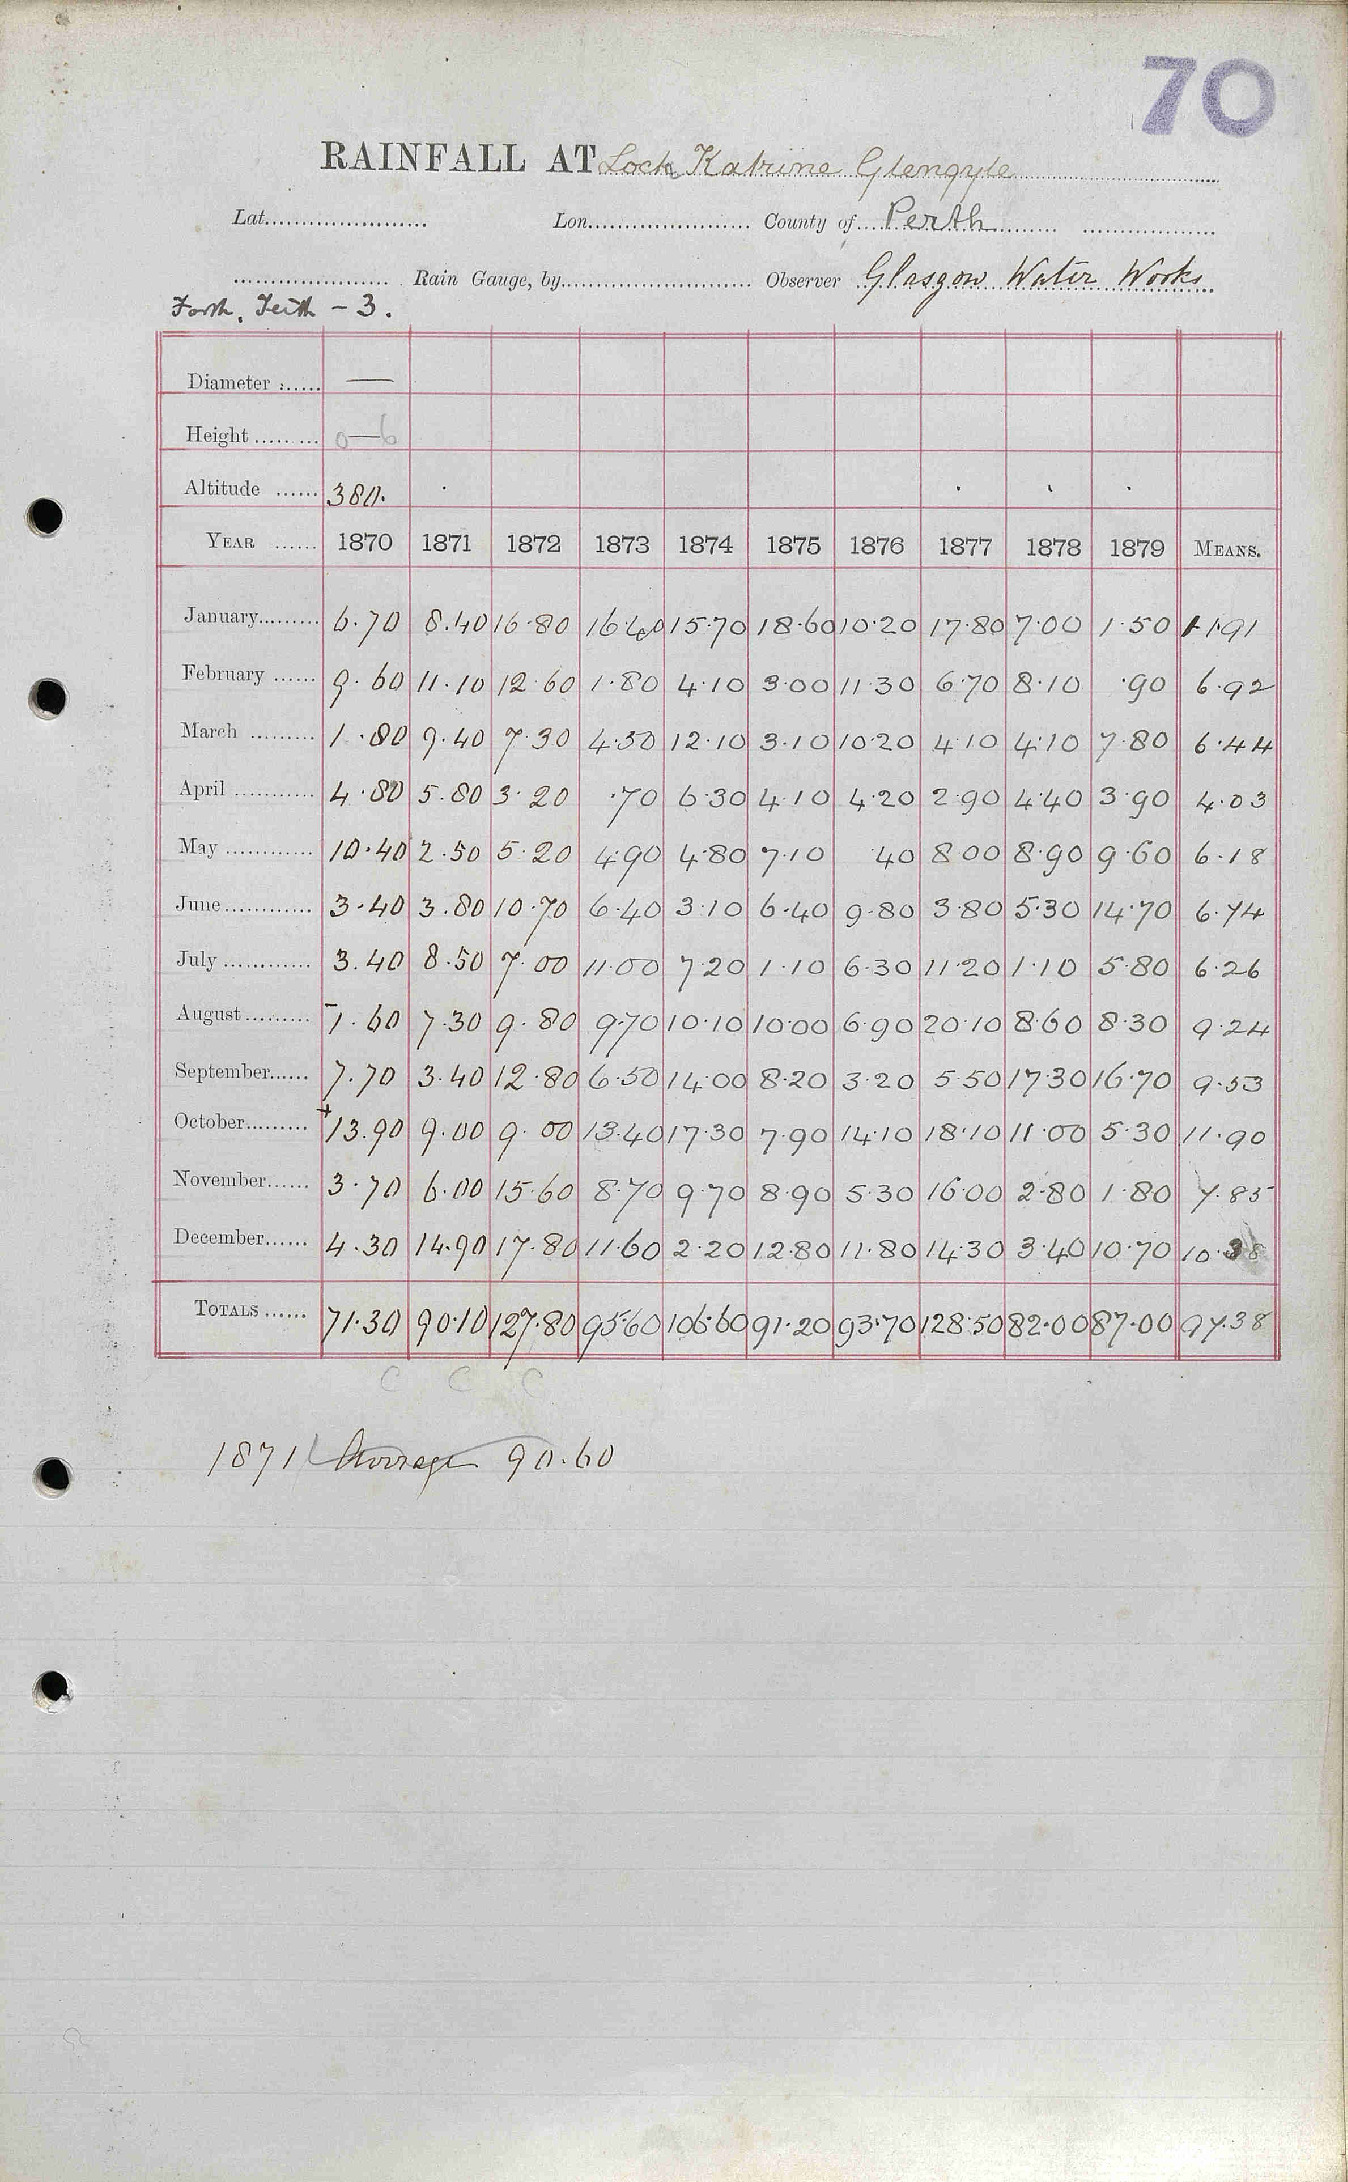 70
RAINFALL AT Loch Katrine Glengyle
Lat...................... Lon...................... County of Perth
Rain Gauge, by...................... Observer Glasgow Water Works
Forth, Teith - 3.
Diameter ...... —
Height ......... 0—6
Altitude ...... 380.
YEAR ...... 1870 1871 1872 1873 1874 1875 1876 1877 1878 1879 MEANS.
January......... 6.70 8.40 16.80 16.40 15.70 18.60 10.20 17.80 7.00 1.50 11.91
February ...... 9.60 11.10 12.60 1.80 4.10 3.00 11.30 6.70 8.10 .90 6.92
March ......... 1.80 9.40 7.30 4.50 12.10 3.10 10.20 4.10 4.10 7.80 6.44
April ............ 4.80 5.80 3.20 .70 6.30 4.10 4.20 2.90 4.40 3.90 4.03
May ............ 10.40 2.50 5.20 4.90 4.80 7.10 40 8.00 8.90 9.60 6.18
June............ 3.40 3.80 10.70 6.40 3.10 6.40 9.80 3.80 5.30 14.70 6.74
July ............ 3.40 8.50 7.00 11.00 7.20 1.10 6.30 11.20 1.10 5.80 6.26
August......... 1.60 7.30 9.80 9.70 10.10 10.00 6.90 20.10 8.60 8.30 9.24
September...... 7.70 3.40 12.80 6.50 14.00 8.20 3.20 5.50 17.30 16.70 9.53
October......... 13.90 9.00 9.00 13.40 17.30 7.90 14.10 18.10 11.00 5.30 11.90
November...... 3.70 6.00 15.60 8.70 9.70 8.90 5.30 16.00 2.80 1.80 7.85
December...... 4.30 14.90 17.80 11.60 2.20 12.80 11.80 14.30 3.40 10.70 10.38
TOTALS ...... 71.30 90.10 127.80 95.60 106.60 91.20 93.70 128.50 82.00 87.00 97.38
C C C
1871 Average 90.60